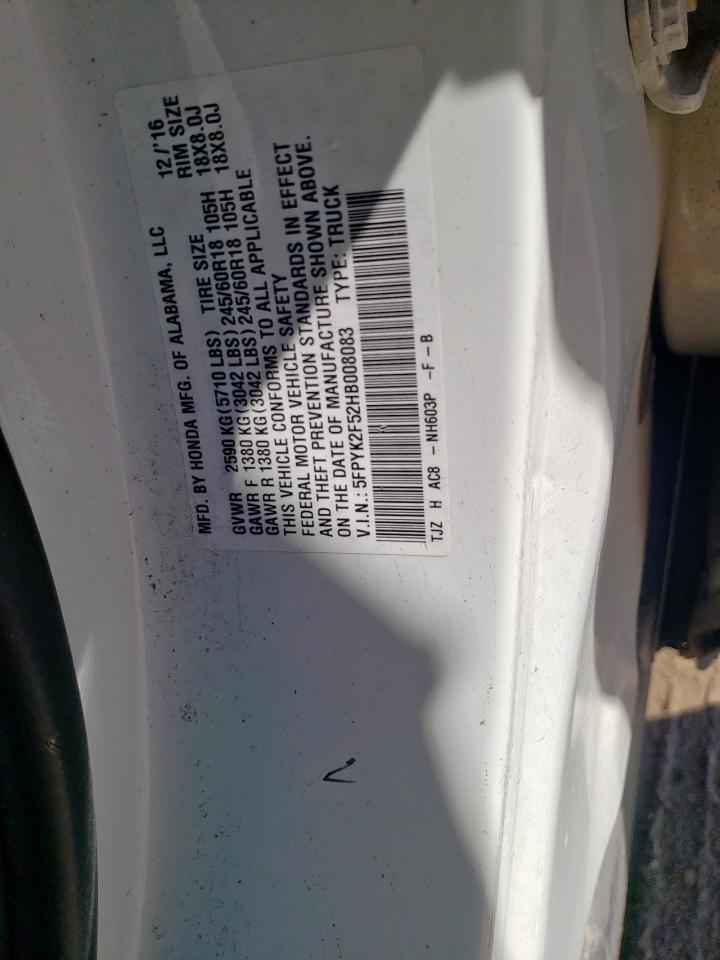 MFD. BY HONDA MFG. OF ALABAMA, LLC 12/'16
GVWR 2590 KG(5710 LBS) TIRE SIZE RIM SIZE
GAWR F 1380 KG(3042 LBS)245/60R18 105H 18X8.0J
GAWR R 1380 KG(3042 LBS)245/60R18 105H 18X8.0J
THIS VEHICLE CONFORMS TO ALL APPLICABLE
FEDERAL MOTOR VEHICLE SAFETY
AND THEFT PREVENTION STANDARDS IN EFFECT
ON THE DATE OF MANUFACTURE SHOWN ABOVE.
V.I.N.: 5FPYK2F52HB008083 TYPE: TRUCK
TJZ H AC8 - NH603P -F-B